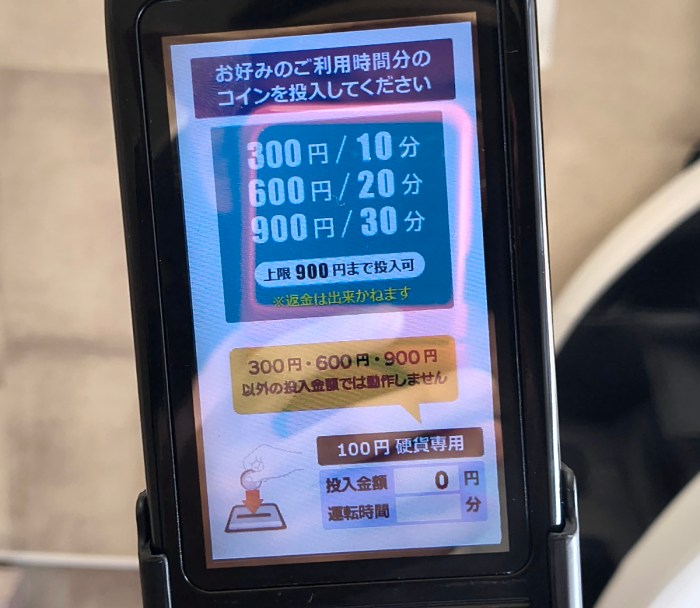 お好みのご利用時間分の
コインを投入してください
300円/10分
600円/20分
900円/30分
上限900円まで投入可
※返金は出来かねます
300円・600円・900円
以外の投入金額では動作しません
100円硬貨専用
投入金額 0 円
運転時間 分